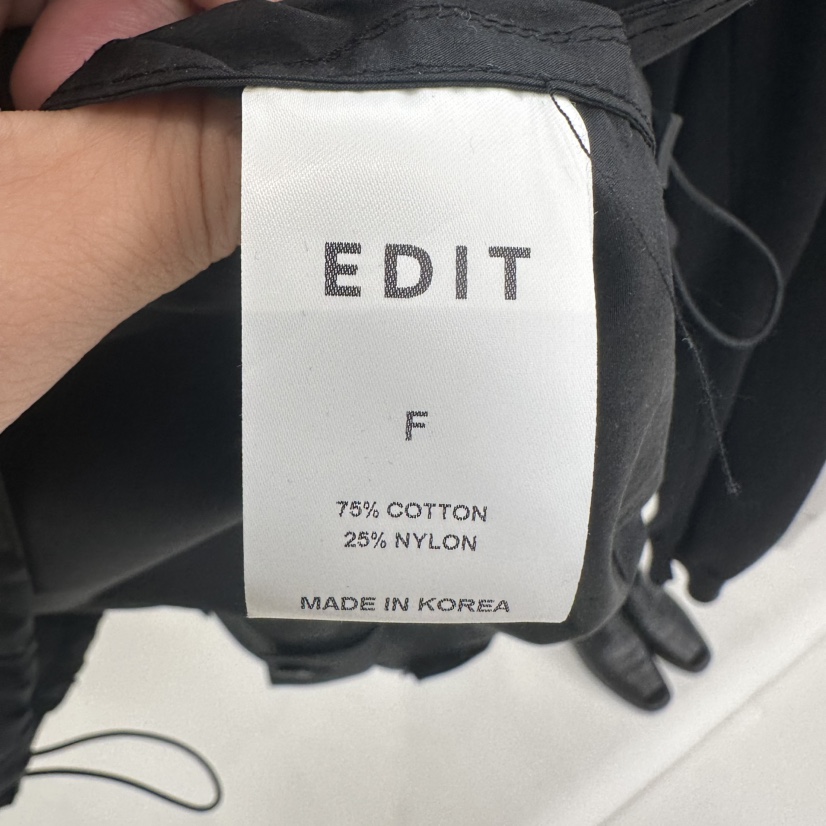 EDIT
F
75% COTTON
25% NYLON
MADE IN KOREA